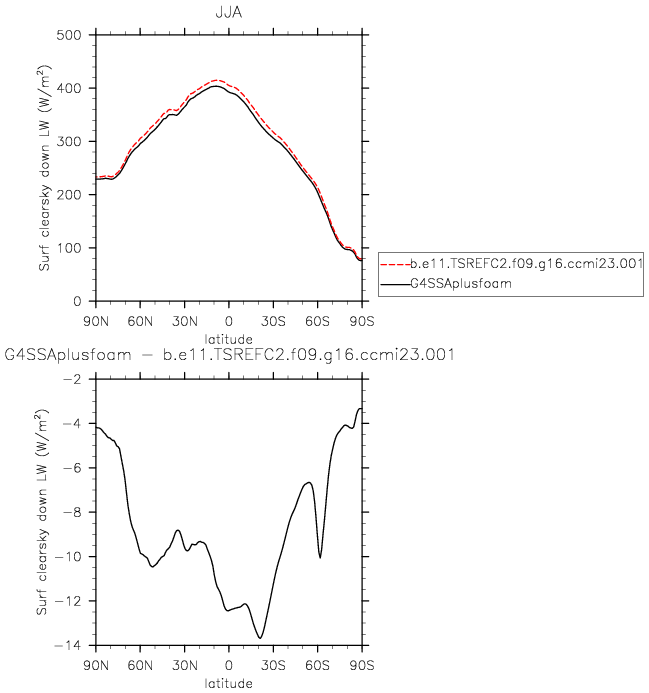 JJA
Surf clearsky down LW (W/m²)
500
400
300
200
100
0
90N 60N 30N 0 30S 60S 90S
latitude
b.e11.TSREFC2.f09.g16.ccmi23.001
G4SSAplusfoam
G4SSAplusfoam − b.e11.TSREFC2.f09.g16.ccmi23.001
Surf clearsky down LW (W/m²)
−2
−4
−6
−8
−10
−12
−14
90N 60N 30N 0 30S 60S 90S
latitude